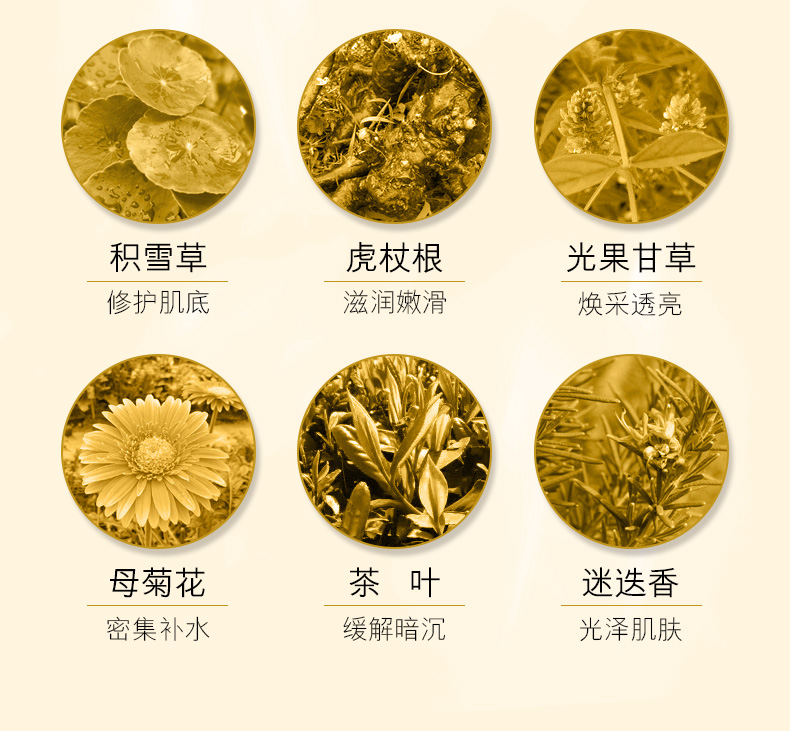 积雪草 虎杖根 光果甘草
修护肌底 滋润嫩滑 焕采透亮
母菊花 茶 叶 迷迭香
密集补水 缓解暗沉 光泽肌肤